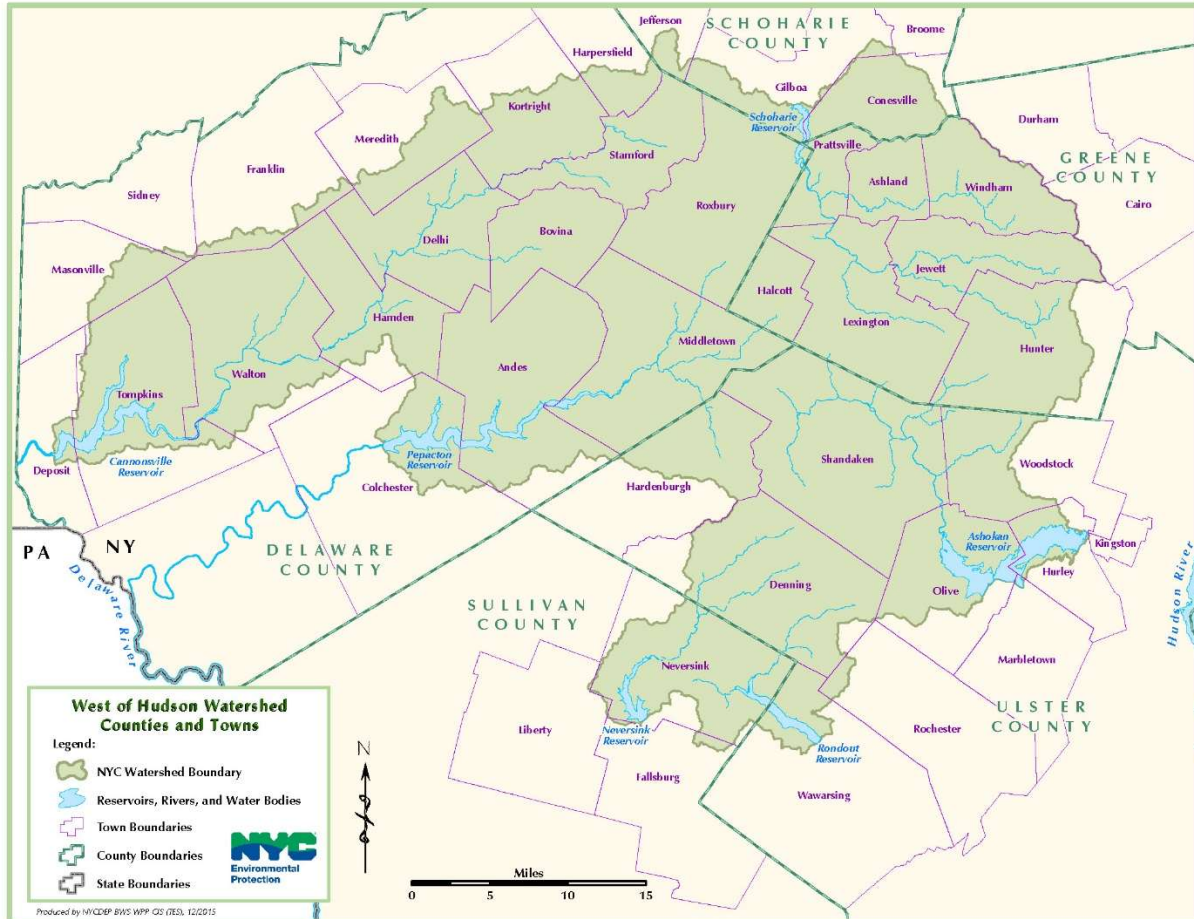 Jefferson
SCHOHARIE
COUNTY
Broome
Harpersfield
Gilboa
Conesville
Kortright
Schoharie
Reservoir
Durham
Meredith
Prattsville
Stamford
Franklin
Ashland
Windham
GREENE
COUNTY
Sidney
Cairo
Roxbury
Bovina
Delhi
Masonville
Jewett
Halcott
Hamden
Lexington
Middletown
Hunter
Walton
Andes
Tompkins
Deposit
Cannonsville
Reservoir
Pepacton
Reservoir
Shandaken
Woodstock
Colchester
Hardenburgh
PA
NY
Ashokan
Reservoir
Kingston
DELAWARE
COUNTY
Hurley
Delaware River
Olive
Denning
Hudson River
SULLIVAN
COUNTY
Marbletown
Neversink
ULSTER
COUNTY
Liberty
Neversink
Reservoir
Rondout
Reservoir
Rochester
Fallsburg
Wawarsing
West of Hudson Watershed
Counties and Towns
Legend:
NYC Watershed Boundary
Reservoirs, Rivers, and Water Bodies
Town Boundaries
County Boundaries
State Boundaries
NYC
Environmental
Protection
Produced by NYCDEP BWS WPP GIS (TES), 12/2015
N
Miles
0 5 10 15